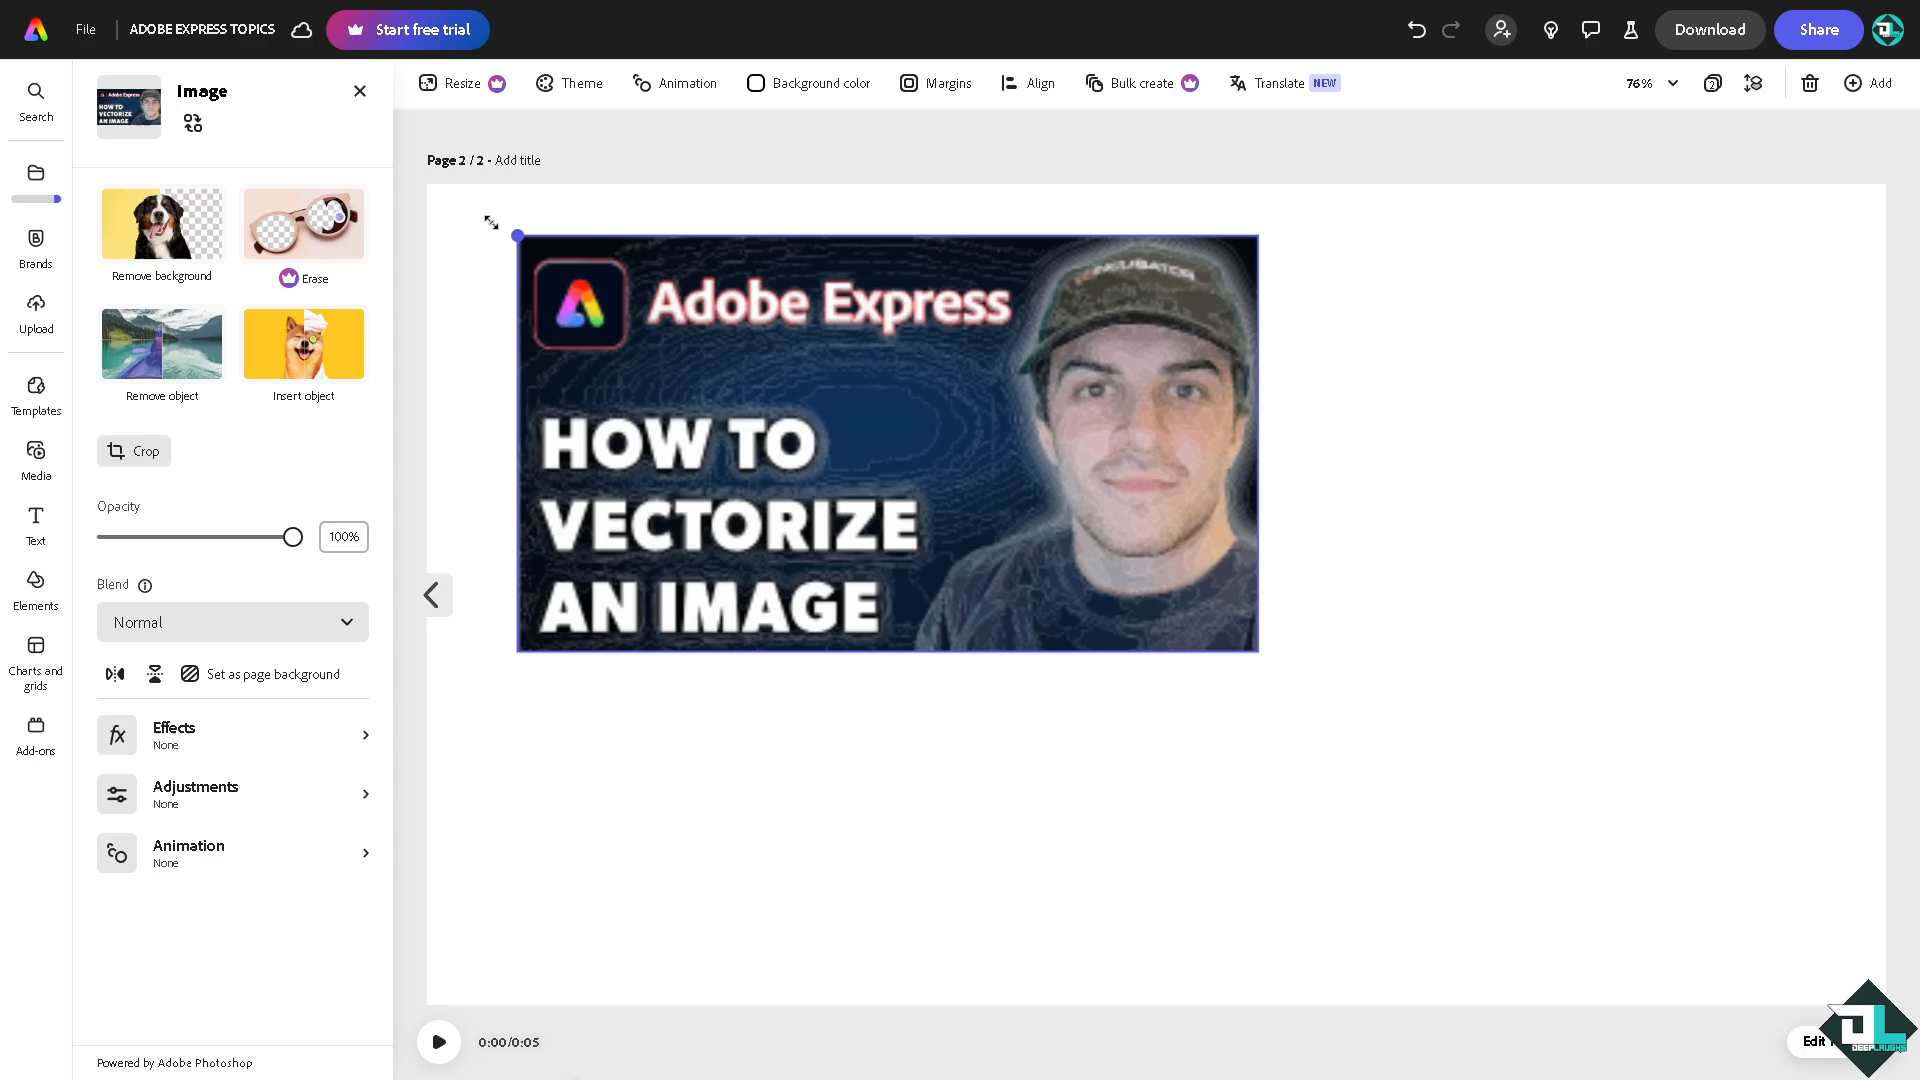 File
ADOBE EXPRESS TOPICS
Start free trial
Download
Share
Search
Brands
Upload
Templates
Media
Text
Elements
Charts and
grids
Add-ons
Image
Remove background
Erase
Remove object
Insert object
Crop
Opacity
100%
Blend
Normal
Set as page background
Effects
None
Adjustments
None
Animation
None
Powered by Adobe Photoshop
Resize
Theme
Animation
Background color
Margins
Align
Bulk create
Translate NEW
76%
2
Add
Page 2 / 2 - Add title
Adobe Express
HOW TO
VECTORIZE
AN IMAGE
INCUBATOR
0:00/0:05
Edit
DEEPLAUGHS